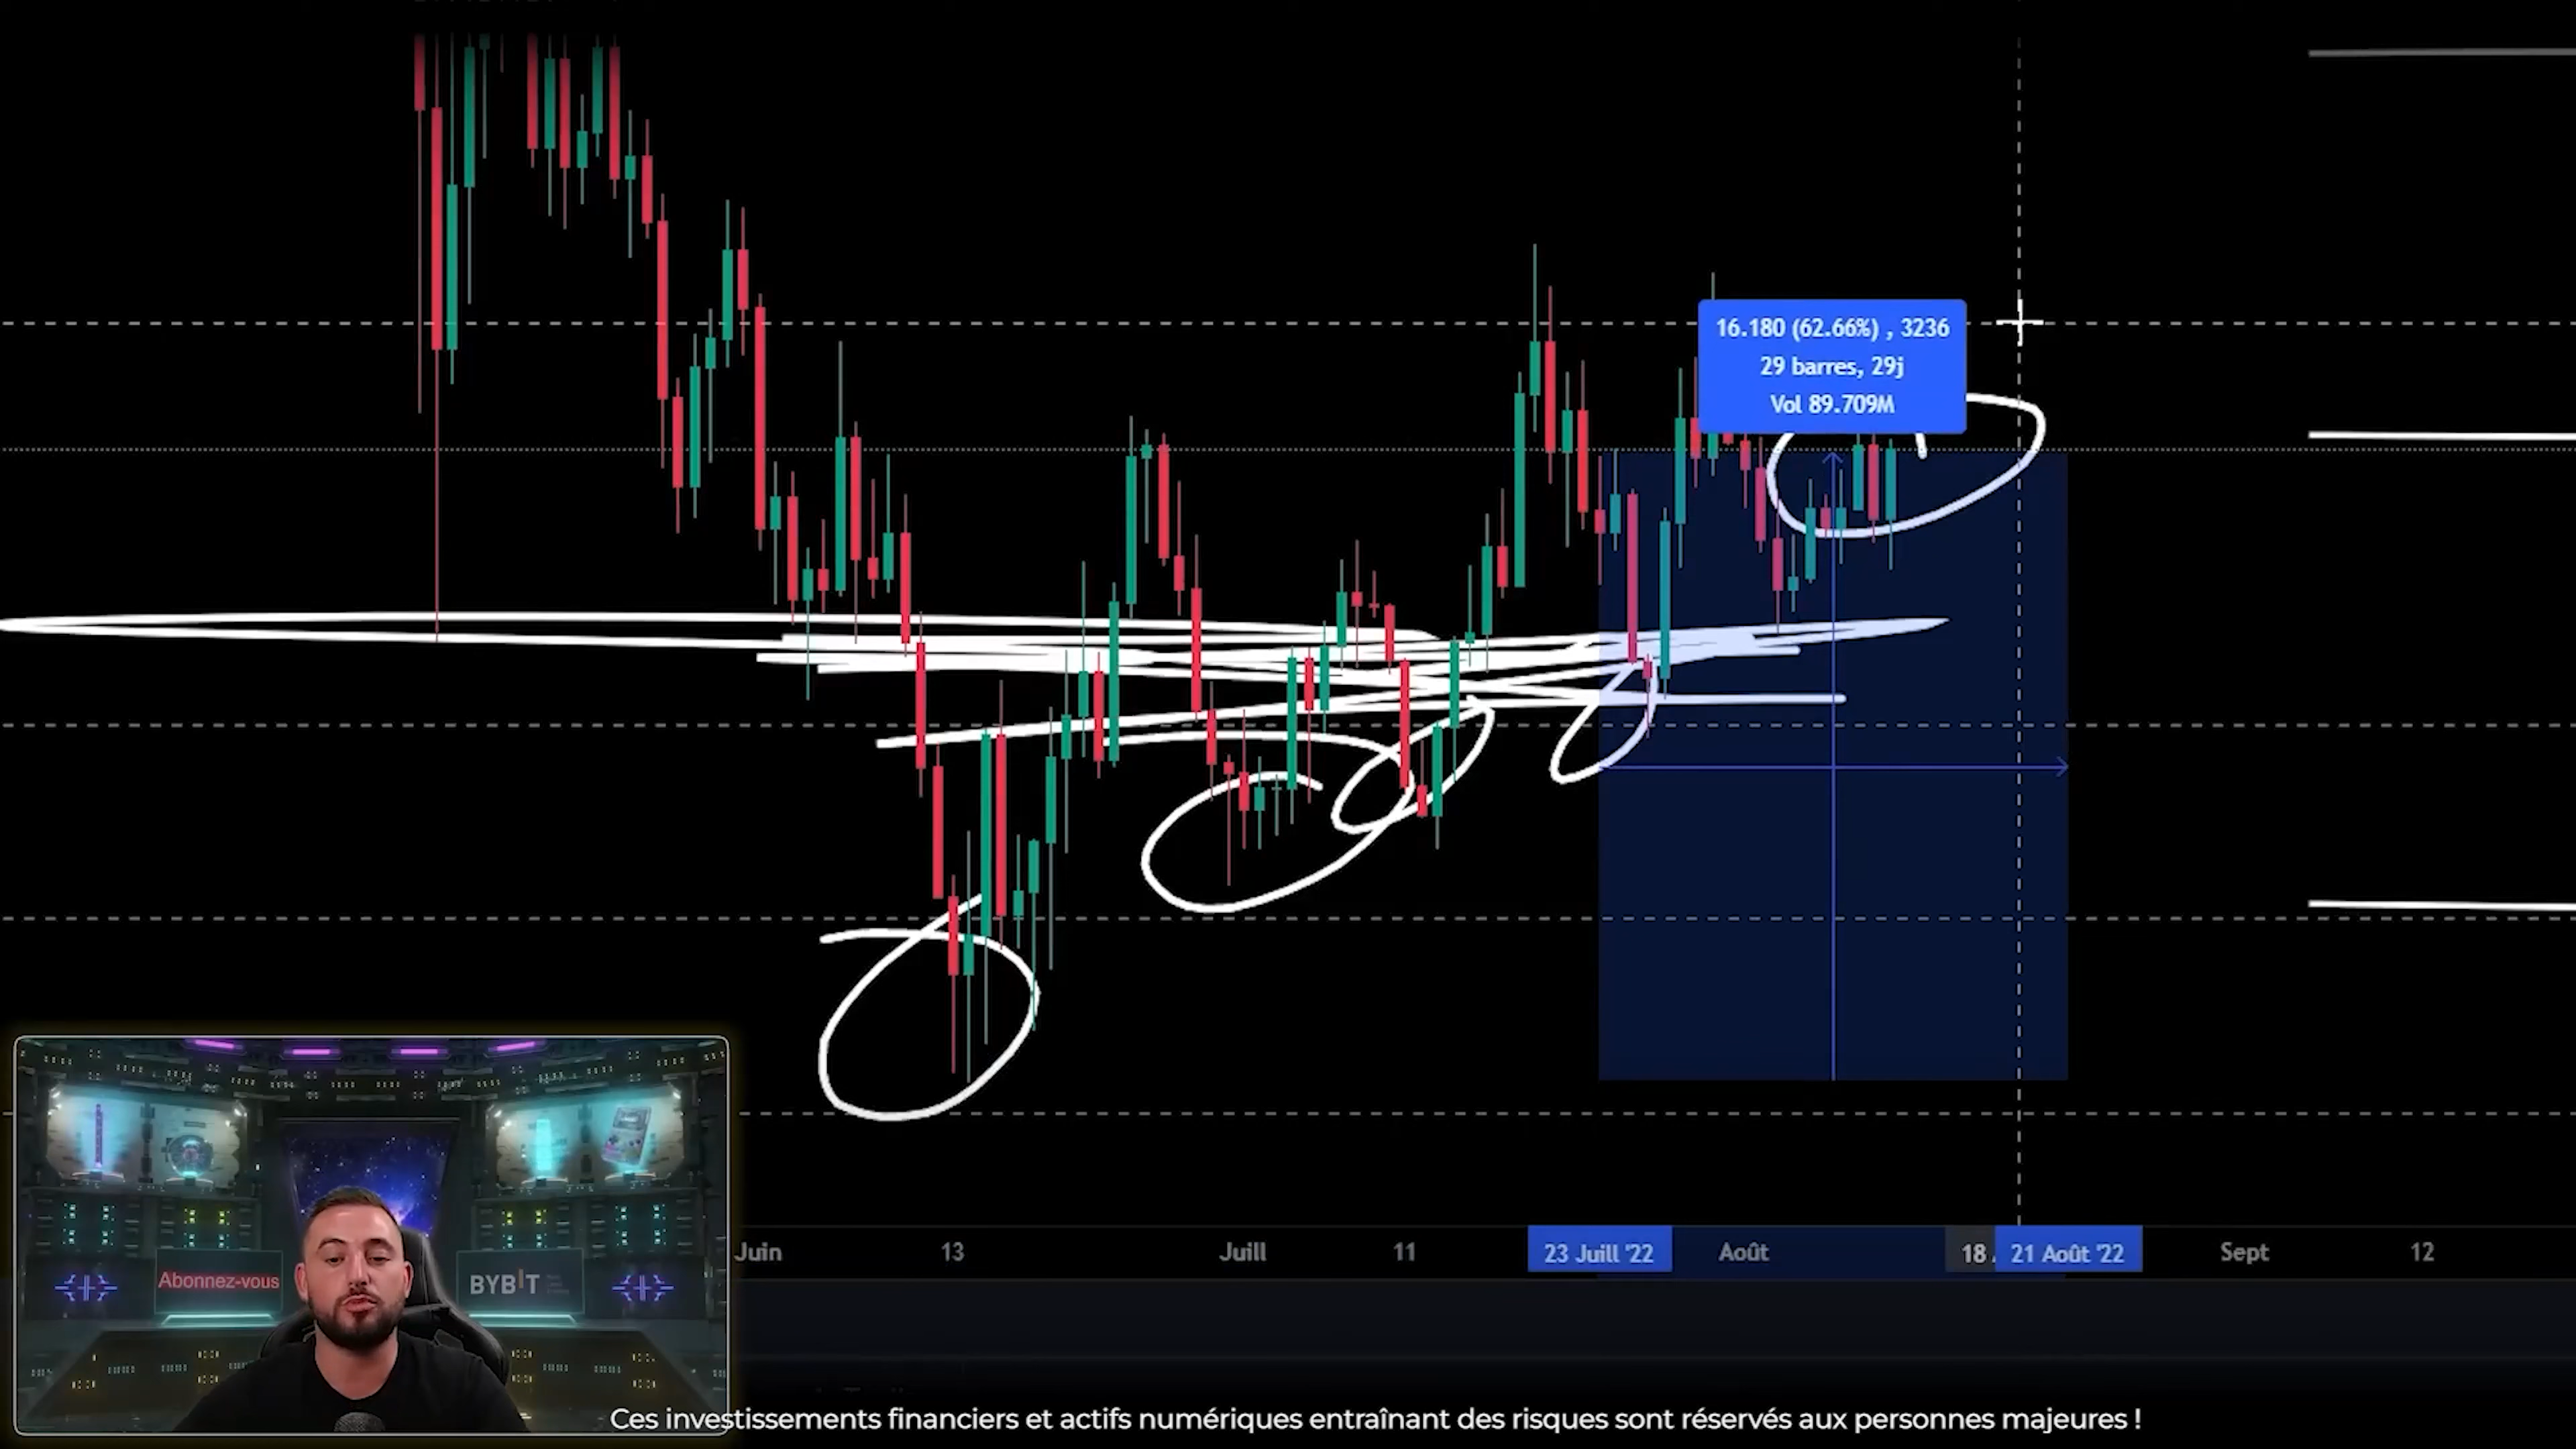 16.180 (62.66%) , 3236
29 barres, 29j
Vol 89.709M
Juin
13
Juill
11
23 Juill '22
Août
18
21 Août '22
Sept
12
Abonnez-vous
BYBIT
Ces investissements financiers et actifs numériques entraînant des risques sont réservés aux personnes majeures !